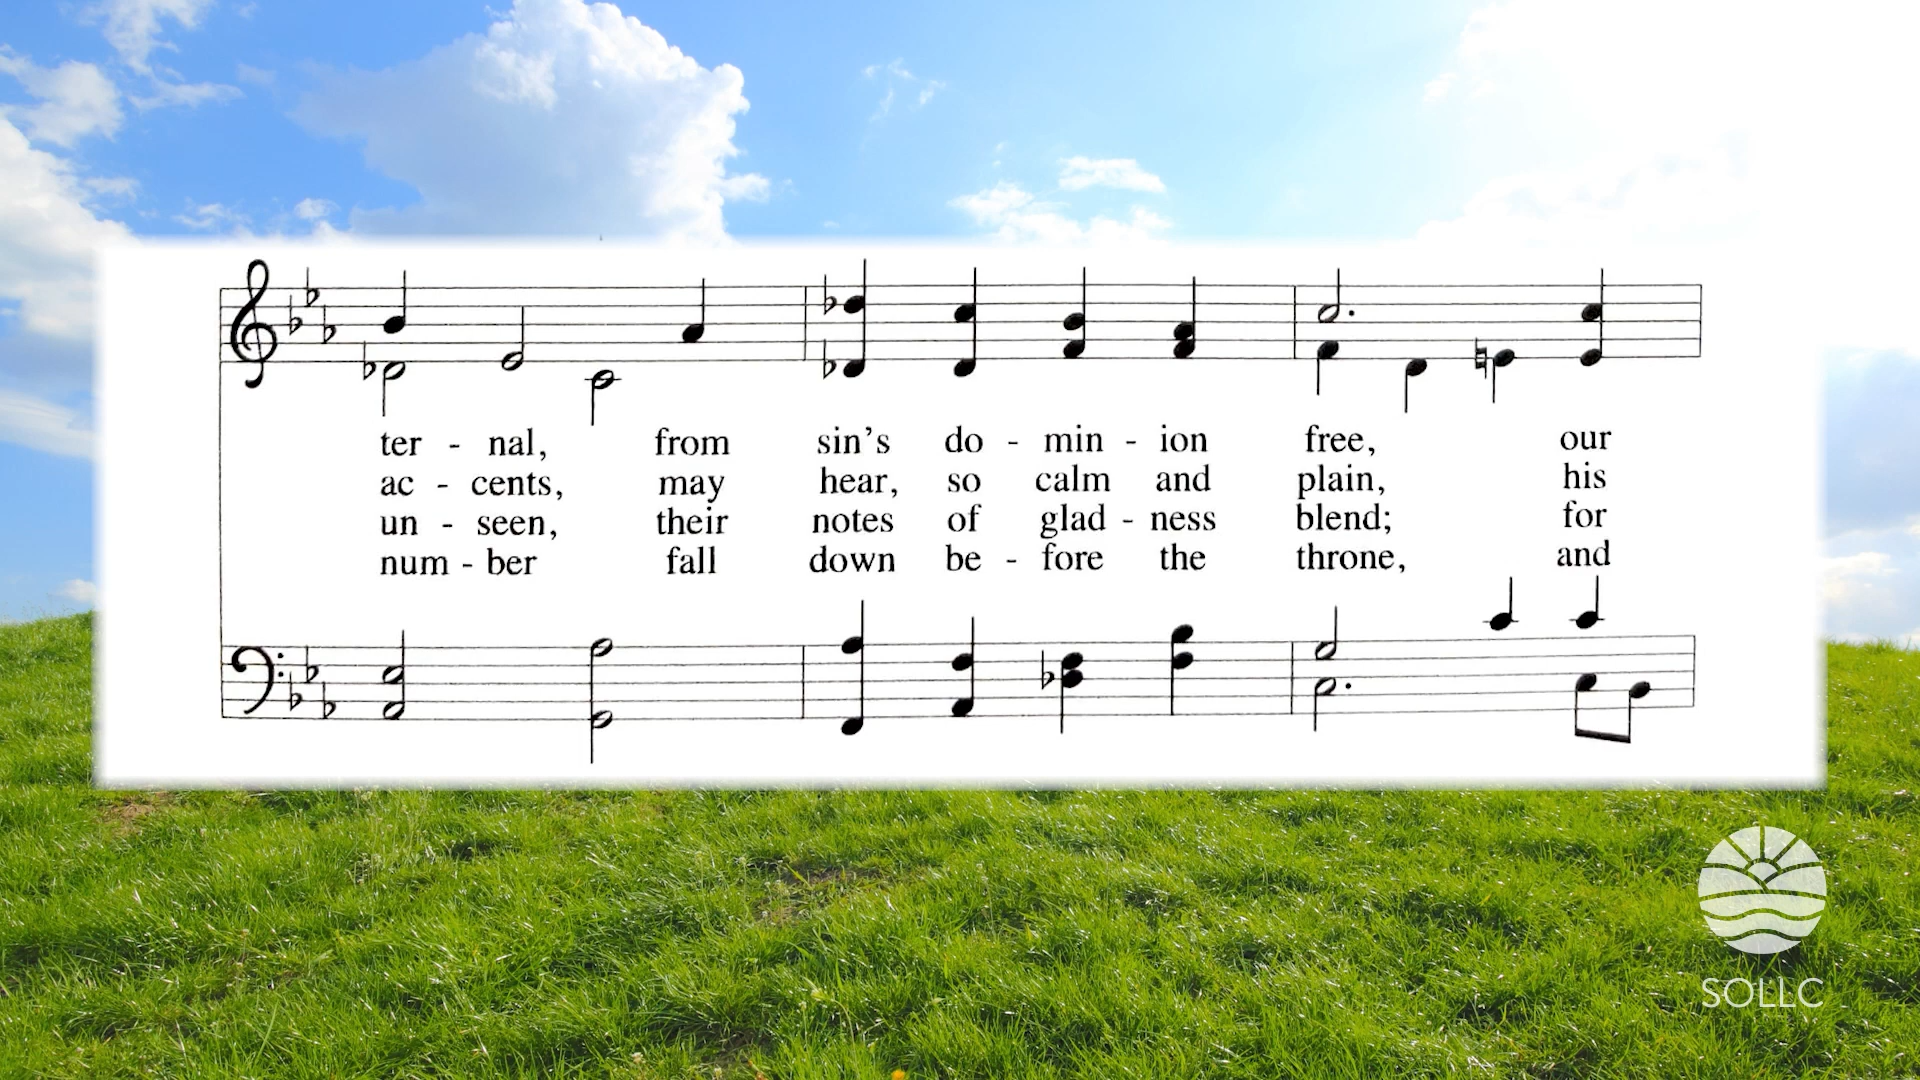 ter - nal, from sin's do - min - ion free, our
ac - cents, may hear, so calm and plain, his
un - seen, their notes of glad - ness blend; for
num - ber fall down be - fore the throne, and
SOLLC